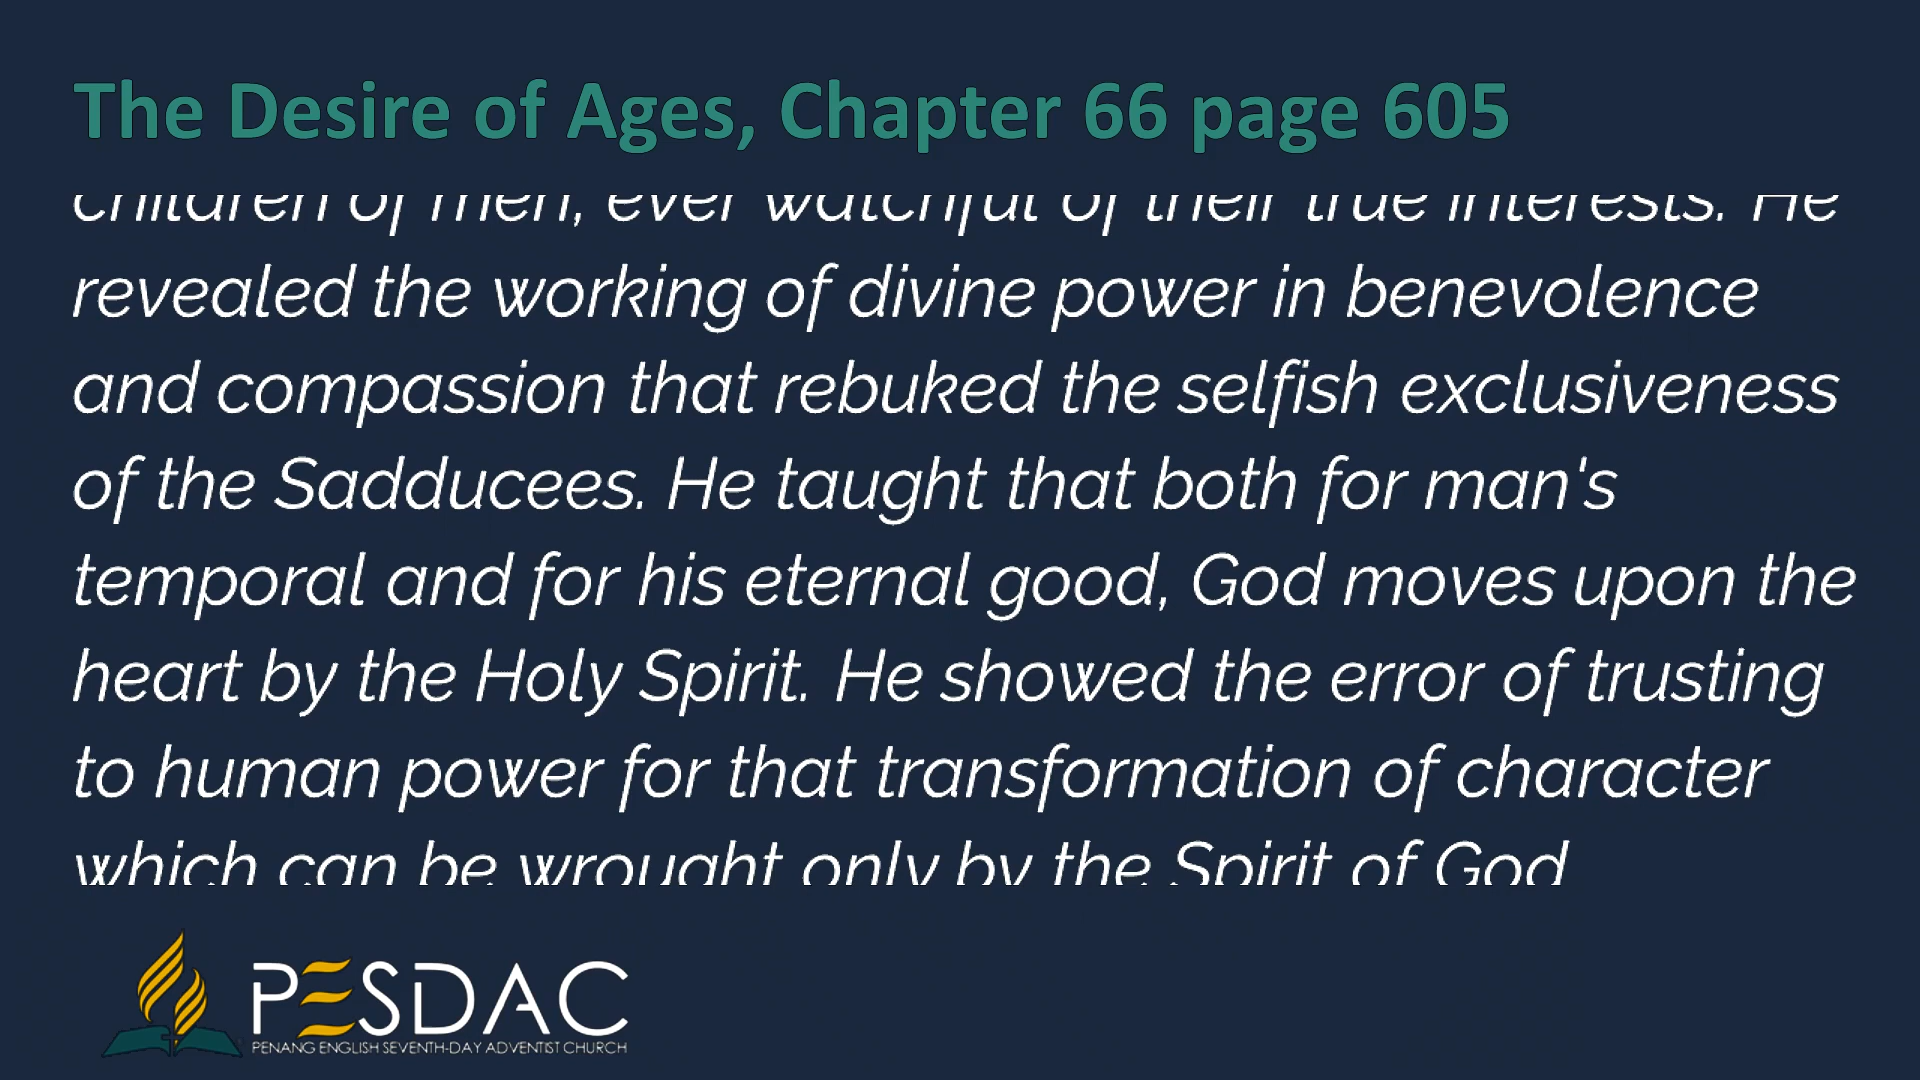 The Desire of Ages, Chapter 66 page 605
children of men, ever watchful of their true interests. He
revealed the working of divine power in benevolence
and compassion that rebuked the selfish exclusiveness
of the Sadducees. He taught that both for man's
temporal and for his eternal good, God moves upon the
heart by the Holy Spirit. He showed the error of trusting
to human power for that transformation of character
which can be wrought only by the Spirit of God
PESDAC
PENANG ENGLISH SEVENTH-DAY ADVENTIST CHURCH